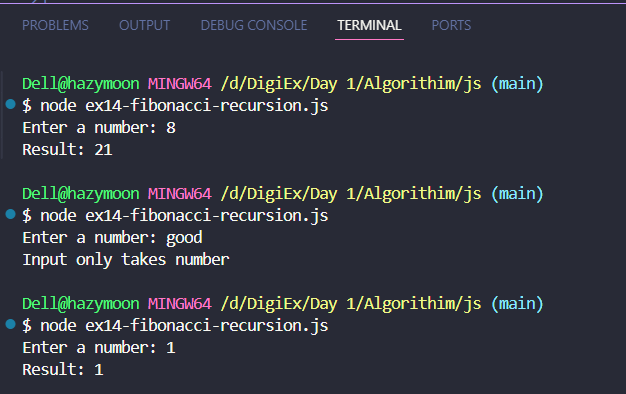 PROBLEMS OUTPUT DEBUG CONSOLE TERMINAL PORTS
Dell@hazymoon MINGW64 /d/DigiEx/Day 1/Algorithim/js (main)
$ node ex14-fibonacci-recursion.js
Enter a number: 8
Result: 21
Dell@hazymoon MINGW64 /d/DigiEx/Day 1/Algorithim/js (main)
$ node ex14-fibonacci-recursion.js
Enter a number: good
Input only takes number
Dell@hazymoon MINGW64 /d/DigiEx/Day 1/Algorithim/js (main)
$ node ex14-fibonacci-recursion.js
Enter a number: 1
Result: 1